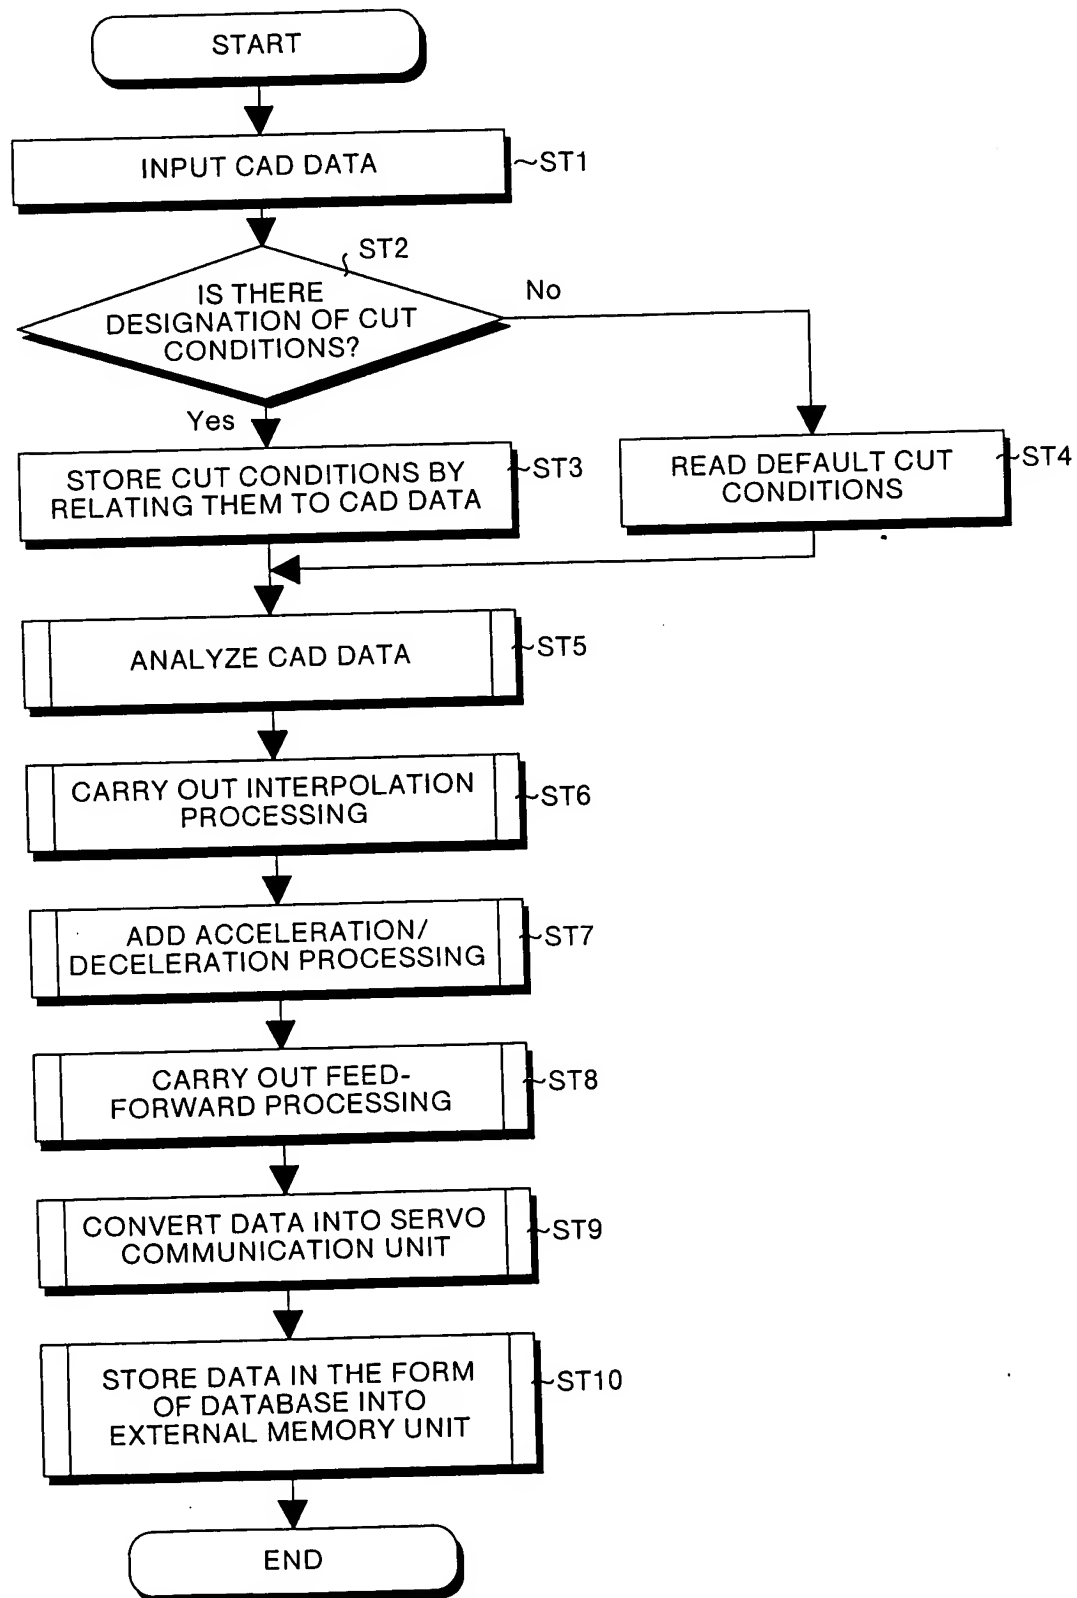 START
INPUT CAD DATA
~ST1
ST2
IS THERE
DESIGNATION OF CUT
CONDITIONS?
No
Yes
STORE CUT CONDITIONS BY
RELATING THEM TO CAD DATA
~ST3
READ DEFAULT CUT
CONDITIONS
~ST4
ANALYZE CAD DATA
~ST5
CARRY OUT INTERPOLATION
PROCESSING
~ST6
ADD ACCELERATION/
DECELERATION PROCESSING
~ST7
CARRY OUT FEED-
FORWARD PROCESSING
~ST8
CONVERT DATA INTO SERVO
COMMUNICATION UNIT
~ST9
STORE DATA IN THE FORM
OF DATABASE INTO
EXTERNAL MEMORY UNIT
~ST10
END